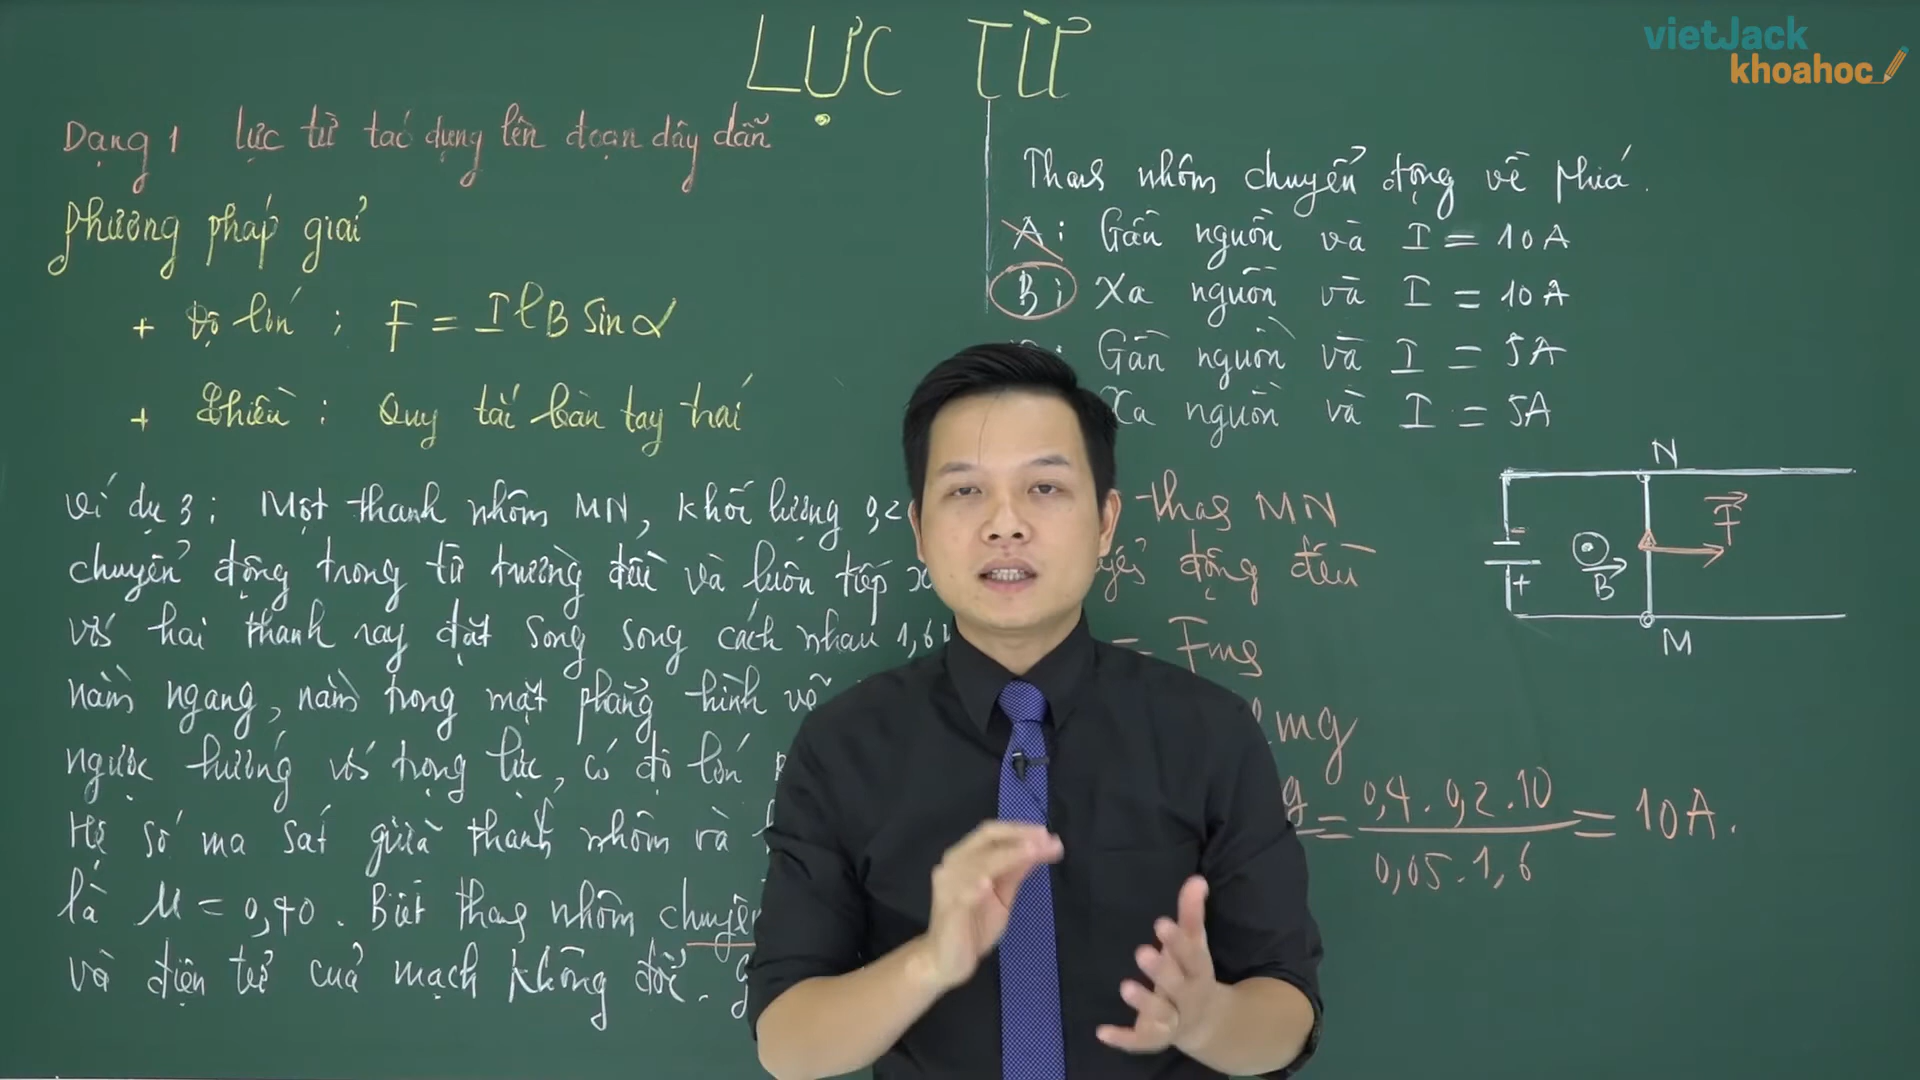 LỰC TỪ
vietJack
khoahoc
Dạng 1 lực từ tác dụng lên đoạn dây dẫn
phương pháp giải
+ Độ lớn : F = IlB sin α
+ Chiều : Quy tắc bàn tay trái
Ví dụ 3 : Một thanh nhôm MN, khối lượng 0,2
chuyển động trong từ trường đều và luôn tiếp
với hai thanh ray đặt song song cách nhau 1,6
nằm ngang, nằm trong mặt phẳng hình vẽ
ngược hướng với trọng lực, có độ lớn
Hệ số ma sát giữa thanh nhôm và
là μ = 0,40. Biết thanh nhôm chuyển
và điện trở của mạch không đổi.
Thanh nhôm chuyển động về phía.
A: Gần nguồn và I = 10A
B: Xa nguồn và I = 10A
Gần nguồn và I = 5A
Xa nguồn và I = 5A
thanh MN
động đều
= Fms
mg
= 0,4.0,2.10 / 0,05.1,6 = 10A.
N
F
B
- +
M